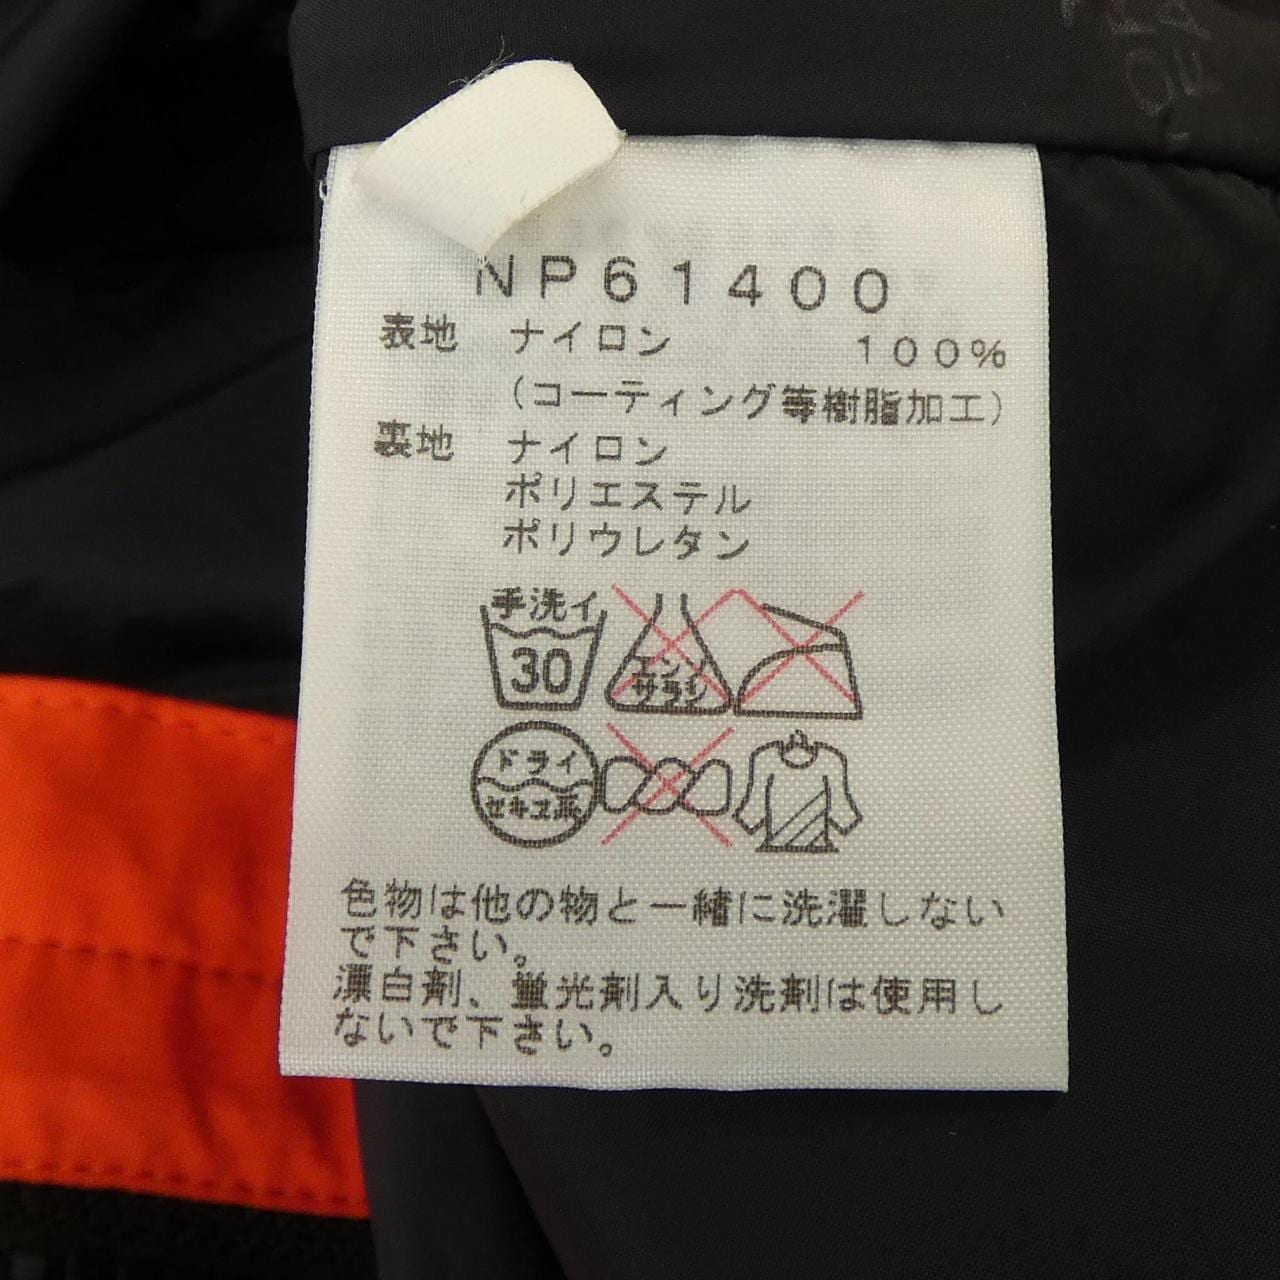 NP61400
表地 ナイロン 100%
(コーティング等樹脂加工)
裏地 ナイロン
ポリエステル
ポリウレタン
手洗イ
30
エンソ
サラシ
ドライ
セキユ系
色物は他の物と一緒に洗濯しない
で下さい。
漂白剤、蛍光剤入り洗剤は使用し
ないで下さい。